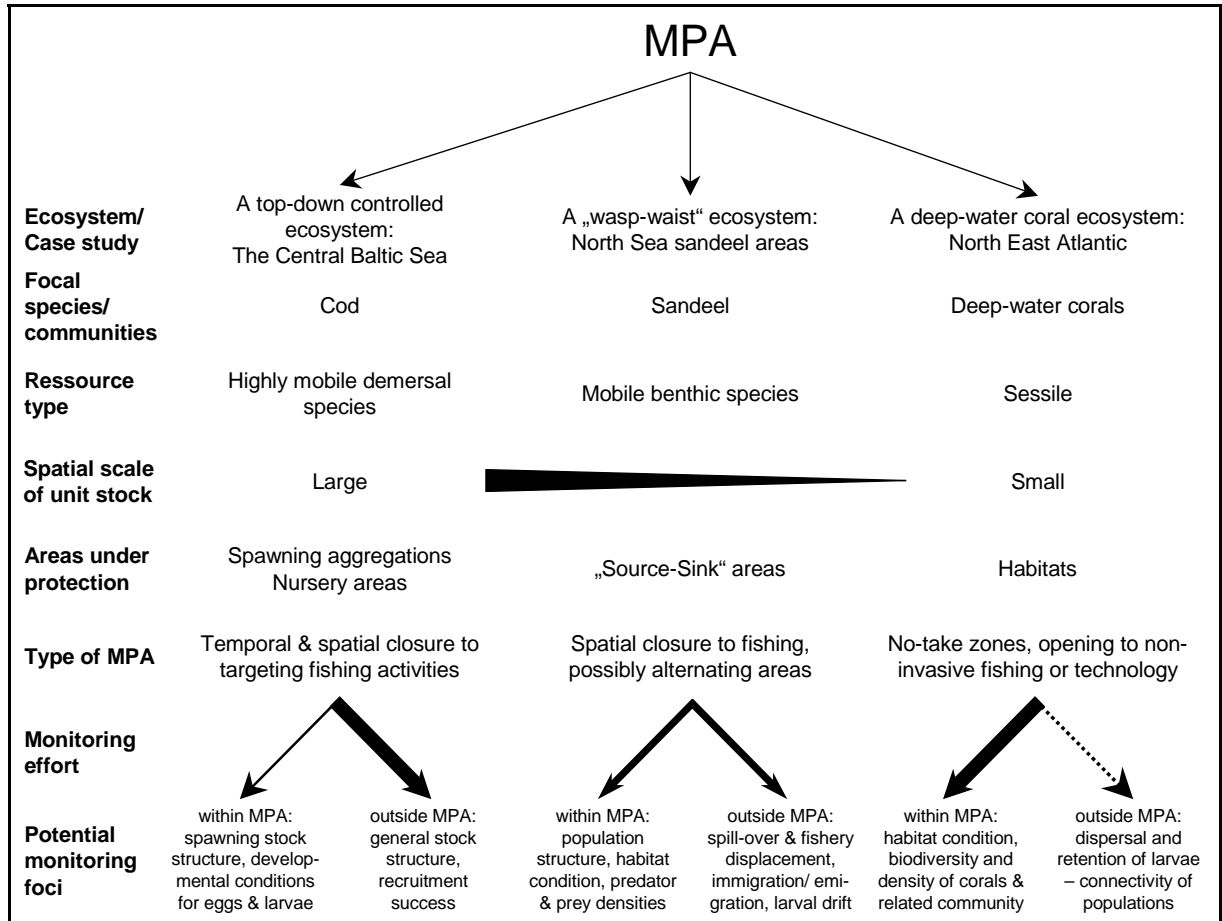 MPA
Ecosystem/
Case study
A top-down controlled
ecosystem:
The Central Baltic Sea
A „wasp-waist“ ecosystem:
North Sea sandeel areas
A deep-water coral ecosystem:
North East Atlantic
Focal
species/
communities
Cod
Sandeel
Deep-water corals
Ressource
type
Highly mobile demersal
species
Mobile benthic species
Sessile
Spatial scale
of unit stock
Large
Small
Areas under
protection
Spawning aggregations
Nursery areas
„Source-Sink“ areas
Habitats
Type of MPA
Temporal & spatial closure to
targeting fishing activities
Spatial closure to fishing,
possibly alternating areas
No-take zones, opening to non-
invasive fishing or technology
Monitoring
effort
Potential
monitoring
foci
within MPA:
spawning stock
structure, develop-
mental conditions
for eggs & larvae
outside MPA:
general stock
structure,
recruitment
success
within MPA:
population
structure, habitat
condition, predator
& prey densities
outside MPA:
spill-over & fishery
displacement,
immigration/ emi-
gration, larval drift
within MPA:
habitat condition,
biodiversity and
density of corals &
related community
outside MPA:
dispersal and
retention of larvae
– connectivity of
populations